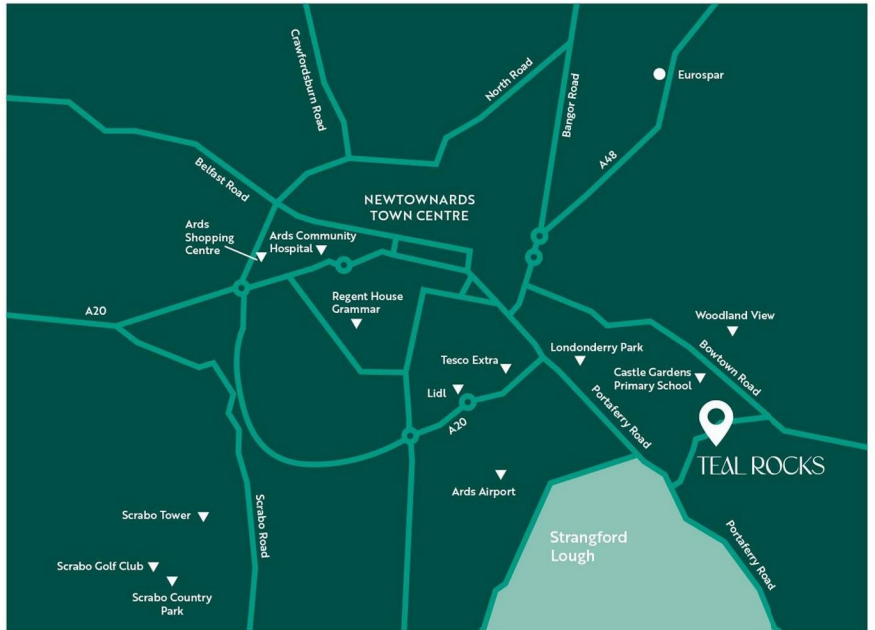 Crawfordsburn Road
North Road
Bangor Road
Eurospar
A48
Belfast Road
NEWTOWNARDS
TOWN CENTRE
Ards
Shopping
Centre
Ards Community
Hospital
A20
Regent House
Grammar
Woodland View
Londonderry Park
Bowtown Road
Tesco Extra
Castle Gardens
Primary School
Lidl
A20
Portaferry Road
TEAL ROCKS
Ards Airport
Scrabo Tower
Scrabo Road
Strangford
Lough
Portaferry Road
Scrabo Golf Club
Scrabo Country
Park